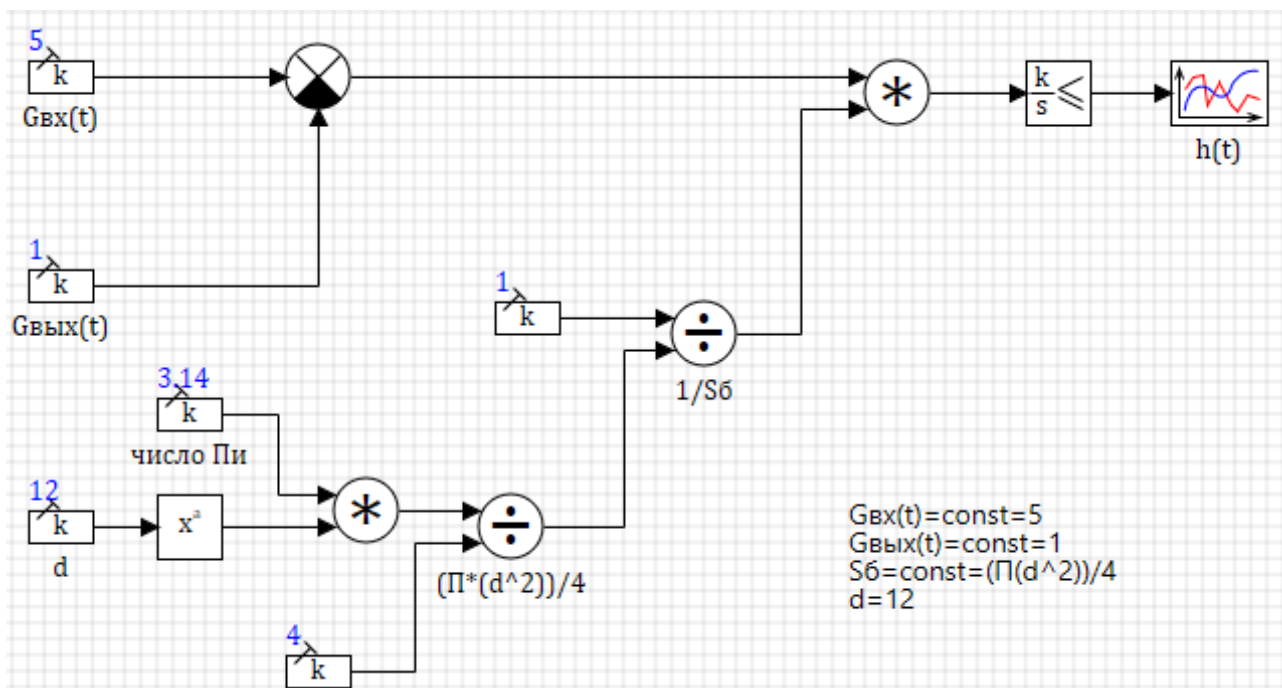 5
k
Gвх(t)
*
k
s
≤
h(t)
1
k
Gвых(t)
1
k
÷
1/Sб
3.14
k
число Пи
12
k
d
xᵃ
*
÷
(П*(d^2))/4
4
k
Gвх(t)=const=5
Gвых(t)=const=1
Sб=const=(П(d^2))/4
d=12